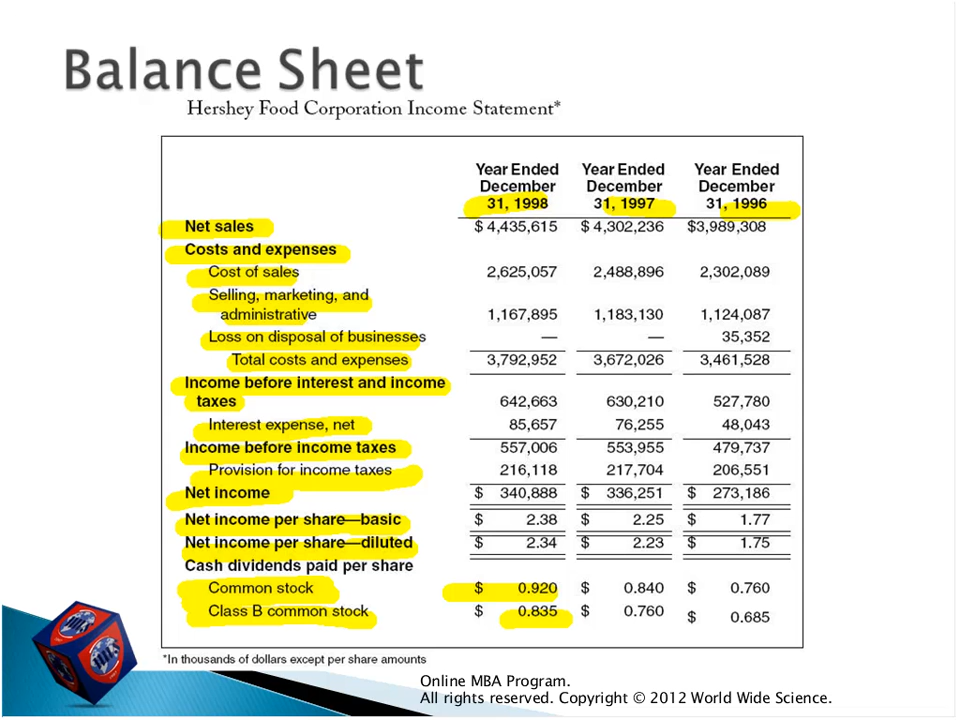 Balance Sheet
Hershey Food Corporation Income Statement*
Year Ended Year Ended Year Ended
December December December
31, 1998 31, 1997 31, 1996
Net sales $ 4,435,615 $ 4,302,236 $3,989,308
Costs and expenses
Cost of sales 2,625,057 2,488,896 2,302,089
Selling, marketing, and
administrative 1,167,895 1,183,130 1,124,087
Loss on disposal of businesses — — 35,352
Total costs and expenses 3,792,952 3,672,026 3,461,528
Income before interest and income
taxes 642,663 630,210 527,780
Interest expense, net 85,657 76,255 48,043
Income before income taxes 557,006 553,955 479,737
Provision for income taxes 216,118 217,704 206,551
Net income $ 340,888 $ 336,251 $ 273,186
Net income per share—basic $ 2.38 $ 2.25 $ 1.77
Net income per share—diluted $ 2.34 $ 2.23 $ 1.75
Cash dividends paid per share
Common stock $ 0.920 $ 0.840 $ 0.760
Class B common stock $ 0.835 $ 0.760 $ 0.685
*In thousands of dollars except per share amounts
Online MBA Program.
All rights reserved. Copyright © 2012 World Wide Science.